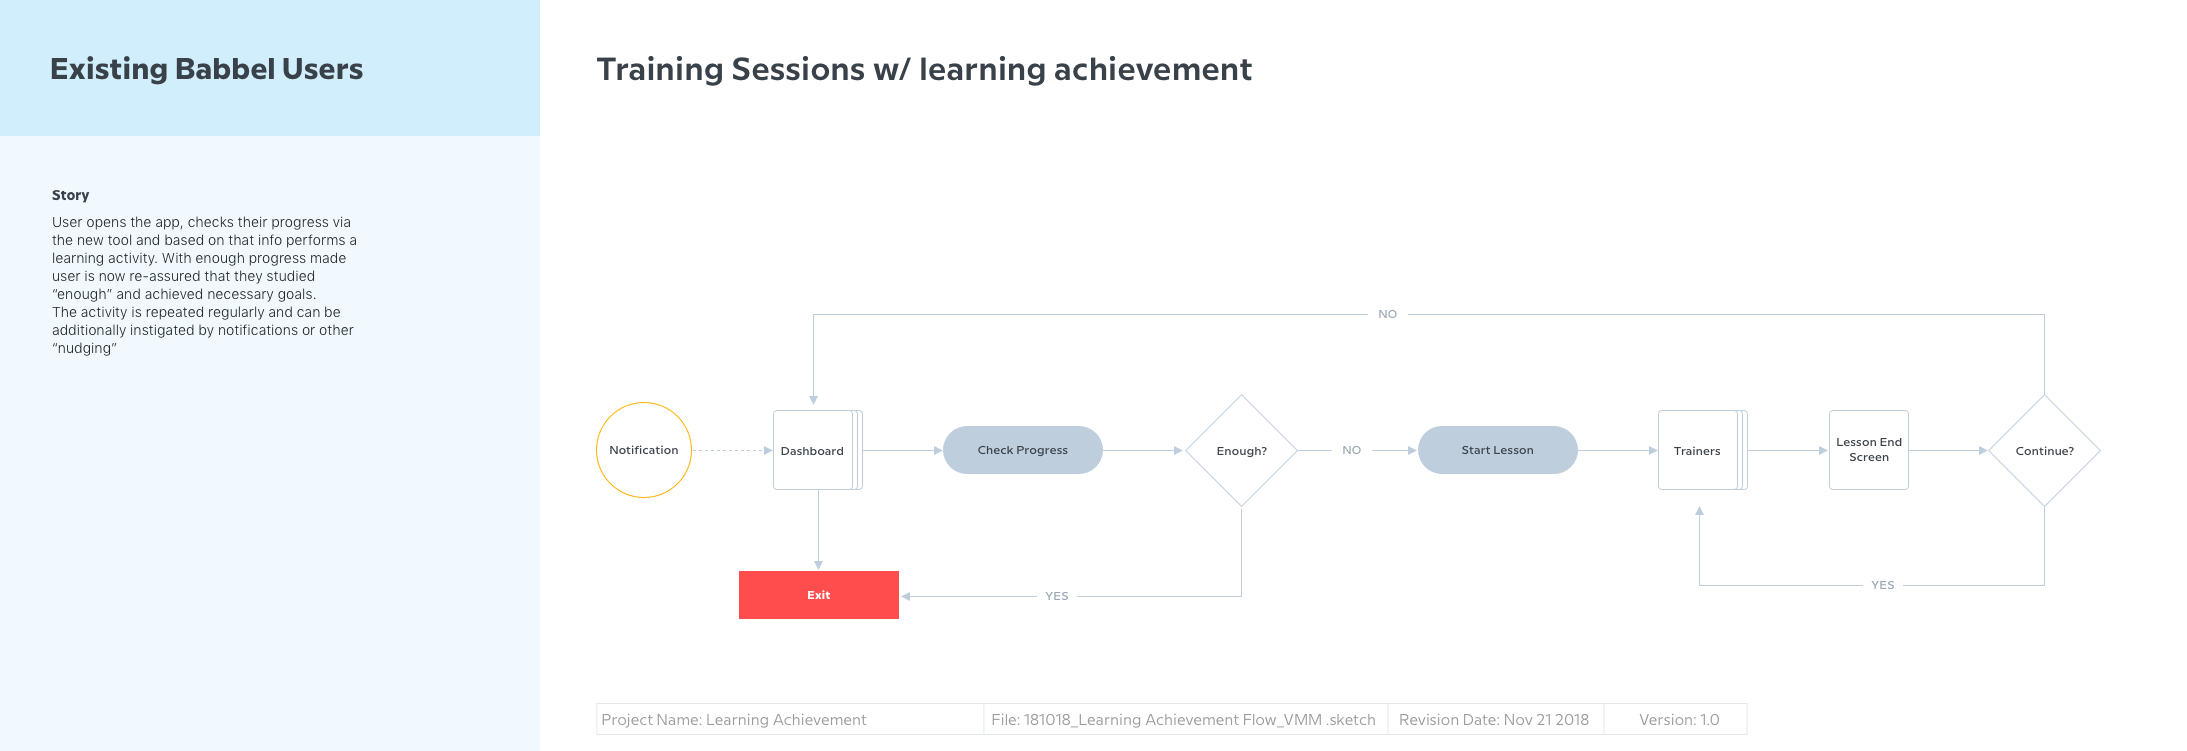 Existing Babbel Users
Training Sessions w/ learning achievement
Story
User opens the app, checks their progress via
the new tool and based on that info performs a
learning activity. With enough progress made
user is now re-assured that they studied
“enough” and achieved necessary goals.
The activity is repeated regularly and can be
additionally instigated by notifications or other
“nudging”
NO
Notification
Dashboard
Check Progress
Enough?
NO
Start Lesson
Trainers
Lesson End
Screen
Continue?
Exit
YES
YES
Project Name: Learning Achievement
File: 181018_Learning Achievement Flow_VMM .sketch
Revision Date: Nov 21 2018
Version: 1.0